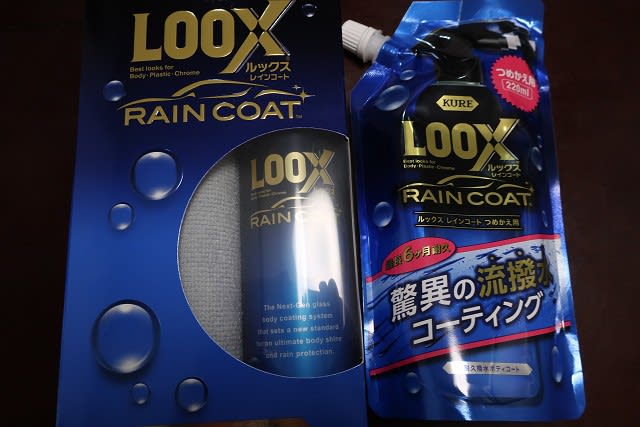 LOOX
Best looks for
Body・Plastic・Chrome
ルックス
レインコート
RAIN COAT™
LOOX
RAIN COAT
The Next-Gen glass
body coating system
that sets a new standard
for an ultimate body shine
and rain protection.
つめかえ用
220ml
KURE
LOOX
Best looks for
Body・Plastic・Chrome
ルックス
レインコート
RAIN COAT
ルックス レインコート つめかえ用
6ヶ月耐久
驚異の流撥水
コーティング
耐久撥水ボディコート